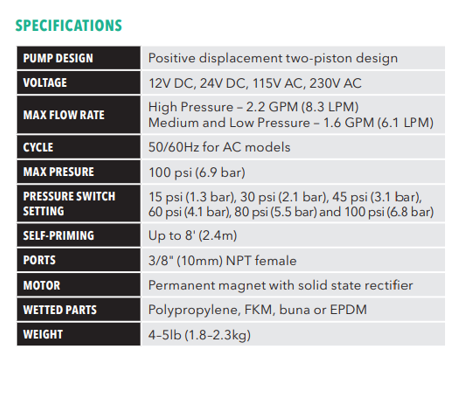 SPECIFICATIONS
PUMP DESIGN Positive displacement two-piston design
VOLTAGE 12V DC, 24V DC, 115V AC, 230V AC
MAX FLOW RATE High Pressure – 2.2 GPM (8.3 LPM)
Medium and Low Pressure – 1.6 GPM (6.1 LPM)
CYCLE 50/60Hz for AC models
MAX PRESURE 100 psi (6.9 bar)
PRESSURE SWITCH 15 psi (1.3 bar), 30 psi (2.1 bar), 45 psi (3.1 bar),
SETTING 60 psi (4.1 bar), 80 psi (5.5 bar) and 100 psi (6.8 bar)
SELF-PRIMING Up to 8' (2.4m)
PORTS 3/8" (10mm) NPT female
MOTOR Permanent magnet with solid state rectifier
WETTED PARTS Polypropylene, FKM, buna or EPDM
WEIGHT 4–5lb (1.8–2.3kg)